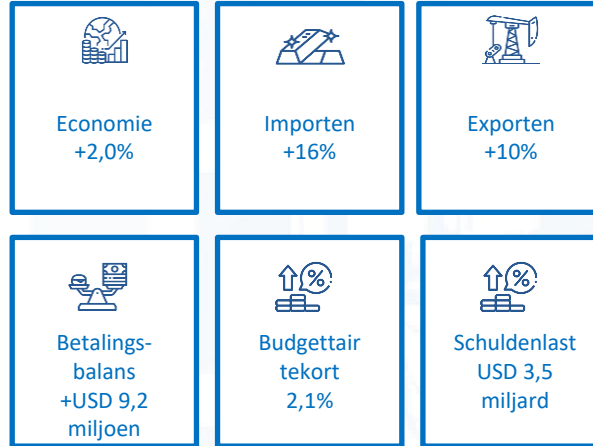 Economie
+2,0%
Importen
+16%
Exporten
+10%
Betalings-
balans
+USD 9,2
miljoen
Budgettair
tekort
2,1%
Schuldenlast
USD 3,5
miljard